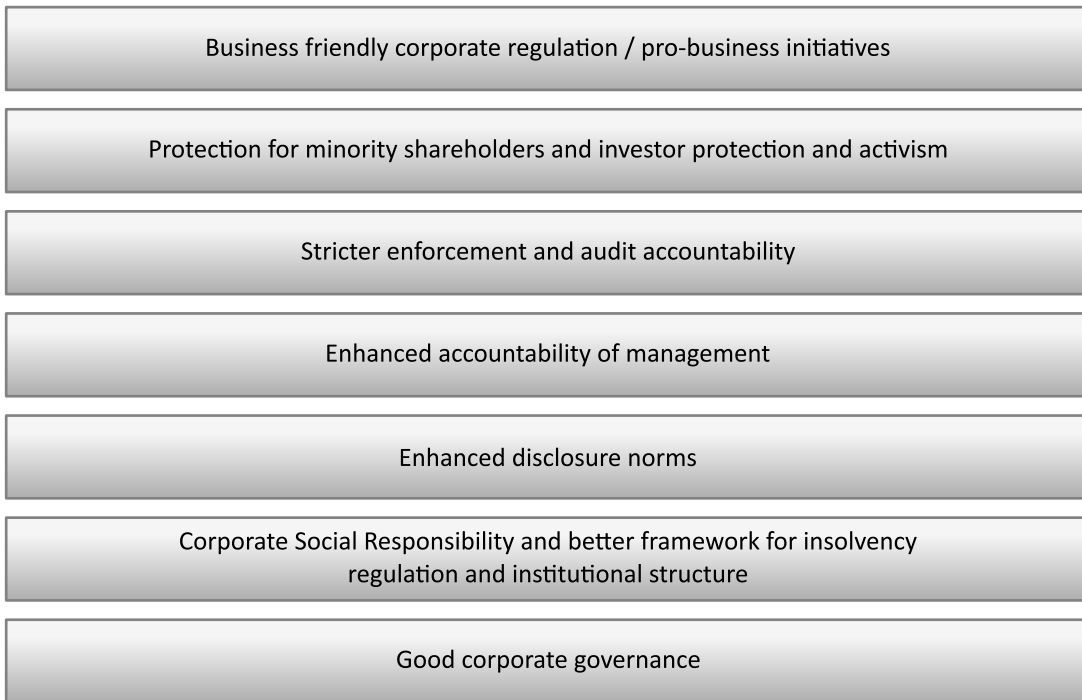 Business friendly corporate regulation / pro-business initiatives
Protection for minority shareholders and investor protection and activism
Stricter enforcement and audit accountability
Enhanced accountability of management
Enhanced disclosure norms
Corporate Social Responsibility and better framework for insolvency
regulation and institutional structure
Good corporate governance